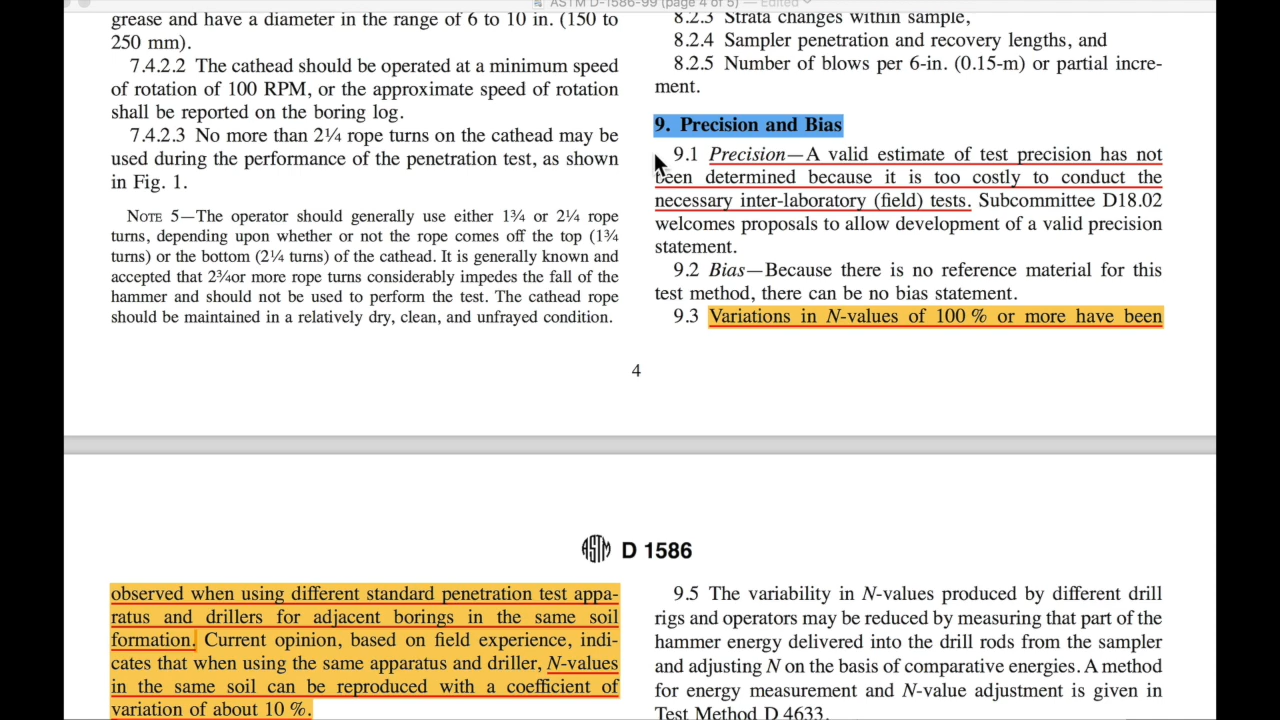 ASTM D-1586-99 (page 4 of 5) — Edited
grease and have a diameter in the range of 6 to 10 in. (150 to
250 mm).
7.4.2.2 The cathead should be operated at a minimum speed
of rotation of 100 RPM, or the approximate speed of rotation
shall be reported on the boring log.
7.4.2.3 No more than 2¼ rope turns on the cathead may be
used during the performance of the penetration test, as shown
in Fig. 1.
NOTE 5—The operator should generally use either 1¾ or 2¼ rope
turns, depending upon whether or not the rope comes off the top (1¾
turns) or the bottom (2¼ turns) of the cathead. It is generally known and
accepted that 2¾or more rope turns considerably impedes the fall of the
hammer and should not be used to perform the test. The cathead rope
should be maintained in a relatively dry, clean, and unfrayed condition.
8.2.3 Strata changes within sample,
8.2.4 Sampler penetration and recovery lengths, and
8.2.5 Number of blows per 6-in. (0.15-m) or partial incre-
ment.
9. Precision and Bias
9.1 Precision—A valid estimate of test precision has not
been determined because it is too costly to conduct the
necessary inter-laboratory (field) tests. Subcommittee D18.02
welcomes proposals to allow development of a valid precision
statement.
9.2 Bias—Because there is no reference material for this
test method, there can be no bias statement.
9.3 Variations in N-values of 100 % or more have been
4
ASTM D 1586
observed when using different standard penetration test appa-
ratus and drillers for adjacent borings in the same soil
formation. Current opinion, based on field experience, indi-
cates that when using the same apparatus and driller, N-values
in the same soil can be reproduced with a coefficient of
variation of about 10 %.
9.5 The variability in N-values produced by different drill
rigs and operators may be reduced by measuring that part of the
hammer energy delivered into the drill rods from the sampler
and adjusting N on the basis of comparative energies. A method
for energy measurement and N-value adjustment is given in
Test Method D 4633.